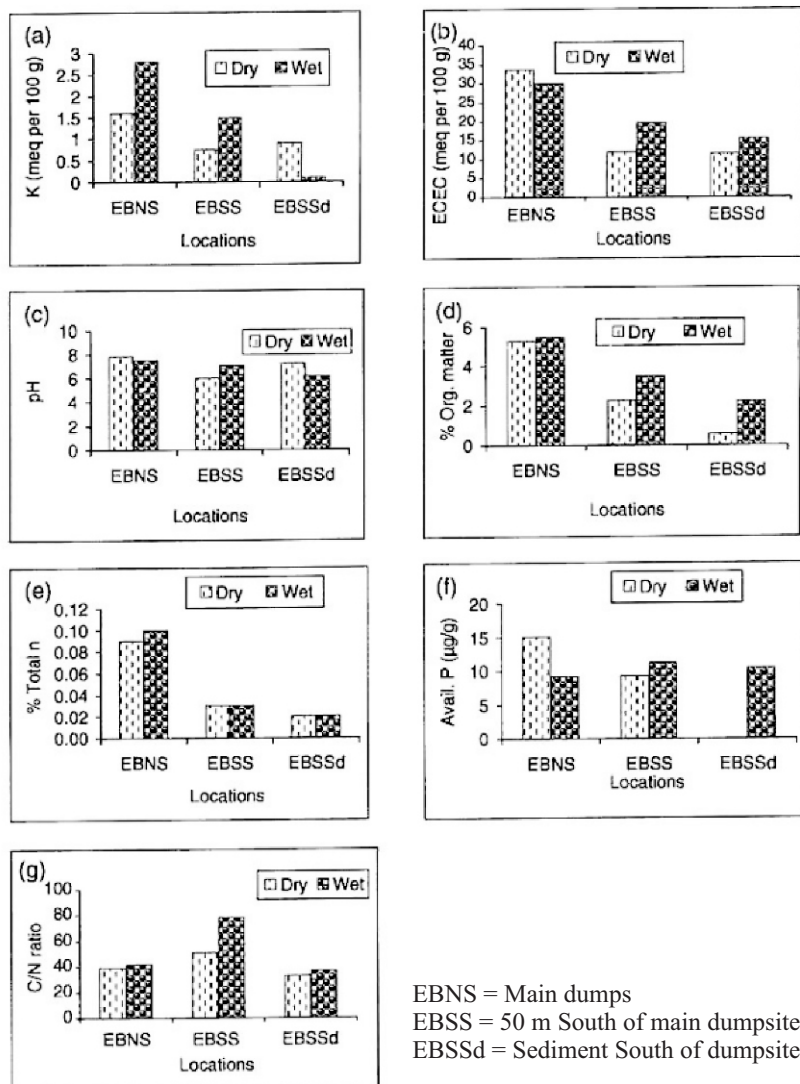 (a)
Dry Wet
K (meq per 100 g)
3
2.5
2
1.5
1
0.5
0
EBNS EBSS EBSSd
Locations
(b)
Dry Wet
ECEC (meq per 100 g)
40
35
30
25
20
15
10
5
0
EBNS EBSS EBSSd
Locations
(c)
Dry Wet
pH
10
8
6
4
2
0
EBNS EBSS EBSSd
Locations
(d)
Dry Wet
% Org. matter
6
4
2
0
EBNS EBSS EBSSd
Locations
(e)
Dry Wet
% Total n
0.12
0.10
0.08
0.06
0.04
0.02
0.00
EBNS EBSS EBSSd
Locations
(f)
Dry Wet
Avail. P (µg/g)
20
15
10
5
0
EBNS EBSS EBSSd
Locations
(g)
Dry Wet
C/N ratio
100
80
60
40
20
0
EBNS EBSS EBSSd
Locations
EBNS = Main dumps
EBSS = 50 m South of main dumpsite
EBSSd = Sediment South of dumpsite